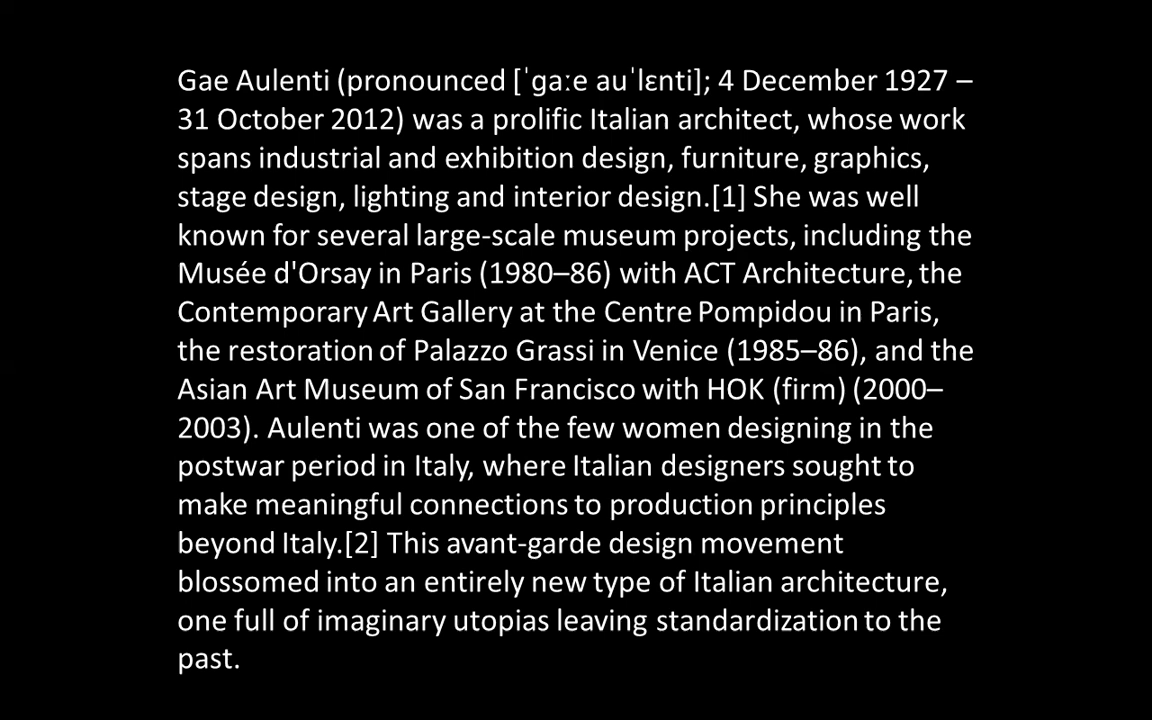 Gae Aulenti (pronounced [ˈɡaːe auˈlɛnti]; 4 December 1927 –
31 October 2012) was a prolific Italian architect, whose work
spans industrial and exhibition design, furniture, graphics,
stage design, lighting and interior design.[1] She was well
known for several large-scale museum projects, including the
Musée d'Orsay in Paris (1980–86) with ACT Architecture, the
Contemporary Art Gallery at the Centre Pompidou in Paris,
the restoration of Palazzo Grassi in Venice (1985–86), and the
Asian Art Museum of San Francisco with HOK (firm) (2000–
2003). Aulenti was one of the few women designing in the
postwar period in Italy, where Italian designers sought to
make meaningful connections to production principles
beyond Italy.[2] This avant-garde design movement
blossomed into an entirely new type of Italian architecture,
one full of imaginary utopias leaving standardization to the
past.